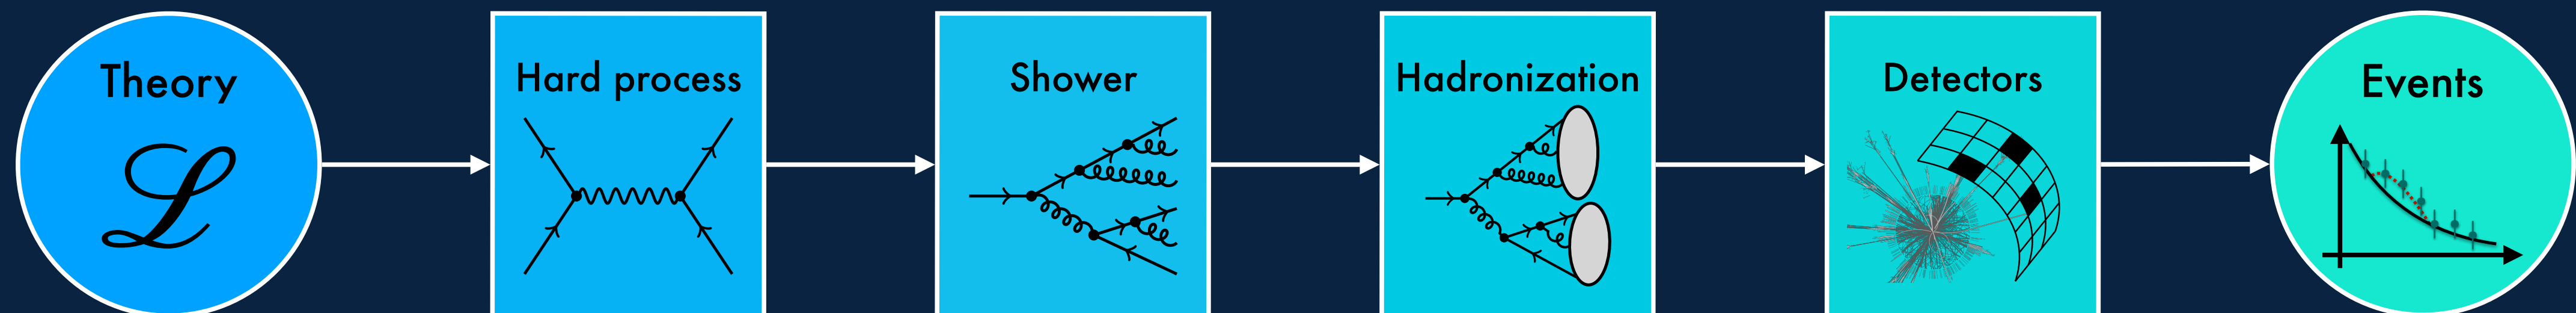 Theory
ℒ
Hard process
Shower
Hadronization
Detectors
Events